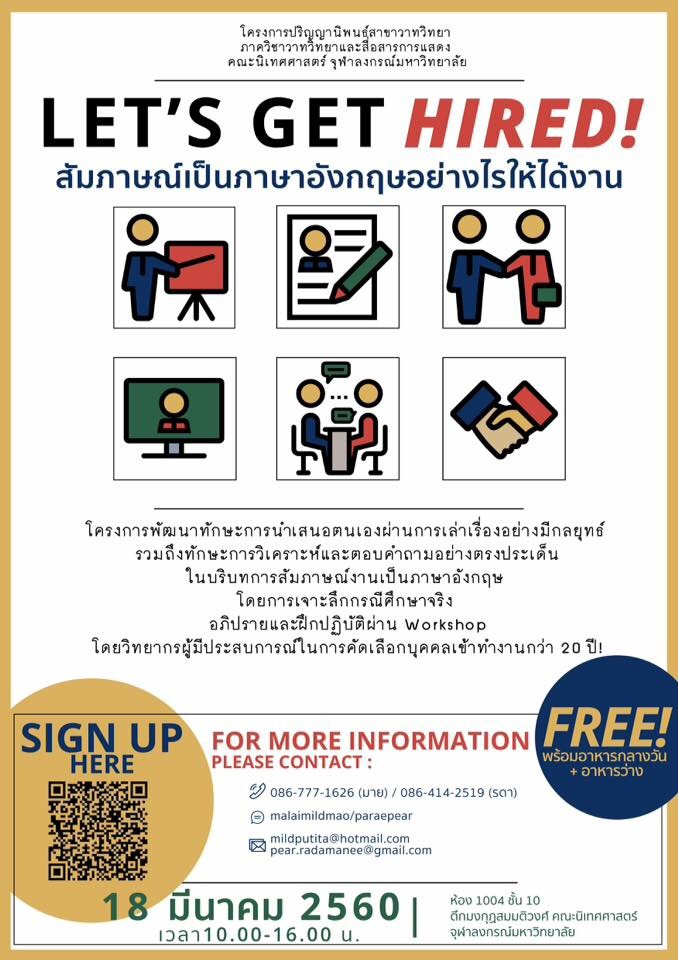 โครงการปริญญานิพนธ์สาขาวาทวิทยา
ภาควิชาวาทวิทยาและสื่อสารการแสดง
คณะนิเทศศาสตร์ จุฬาลงกรณ์มหาวิทยาลัย
LET'S GET HIRED!
สัมภาษณ์เป็นภาษาอังกฤษอย่างไรให้ได้งาน
โครงการพัฒนาทักษะการนำเสนอตนเองผ่านการเล่าเรื่องอย่างมีกลยุทธ์
รวมถึงทักษะการวิเคราะห์และตอบคำถามอย่างตรงประเด็น
ในบริบทการสัมภาษณ์งานเป็นภาษาอังกฤษ
โดยการเจาะลึกกรณีศึกษาจริง
อภิปรายและฝึกปฏิบัติผ่าน Workshop
โดยวิทยากรผู้มีประสบการณ์ในการคัดเลือกบุคคลเข้าทำงานกว่า 20 ปี!
SIGN UP
HERE
FOR MORE INFORMATION
PLEASE CONTACT :
086-777-1626 (มาย) / 086-414-2519 (รดา)
malaimildmao/paraepear
mildputita@hotmail.com
pear.radamanee@gmail.com
FREE!
พร้อมอาหารกลางวัน
+ อาหารว่าง
18 มีนาคม 2560
เวลา10.00-16.00 น.
ห้อง 1004 ชั้น 10
ตึกมงกุฎสมมติวงศ์ คณะนิเทศศาสตร์
จุฬาลงกรณ์มหาวิทยาลัย